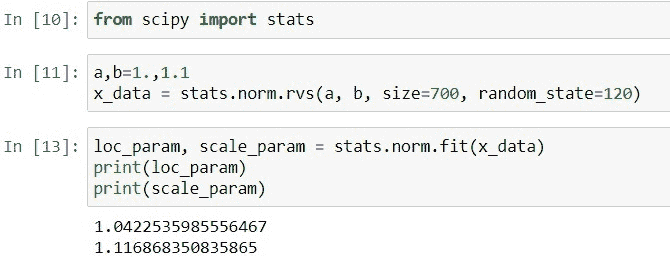 In [10]: from scipy import stats
In [11]: a,b=1.,1.1
x_data = stats.norm.rvs(a, b, size=700, random_state=120)
In [13]: loc_param, scale_param = stats.norm.fit(x_data)
print(loc_param)
print(scale_param)
1.0422535985556467
1.116868350835865